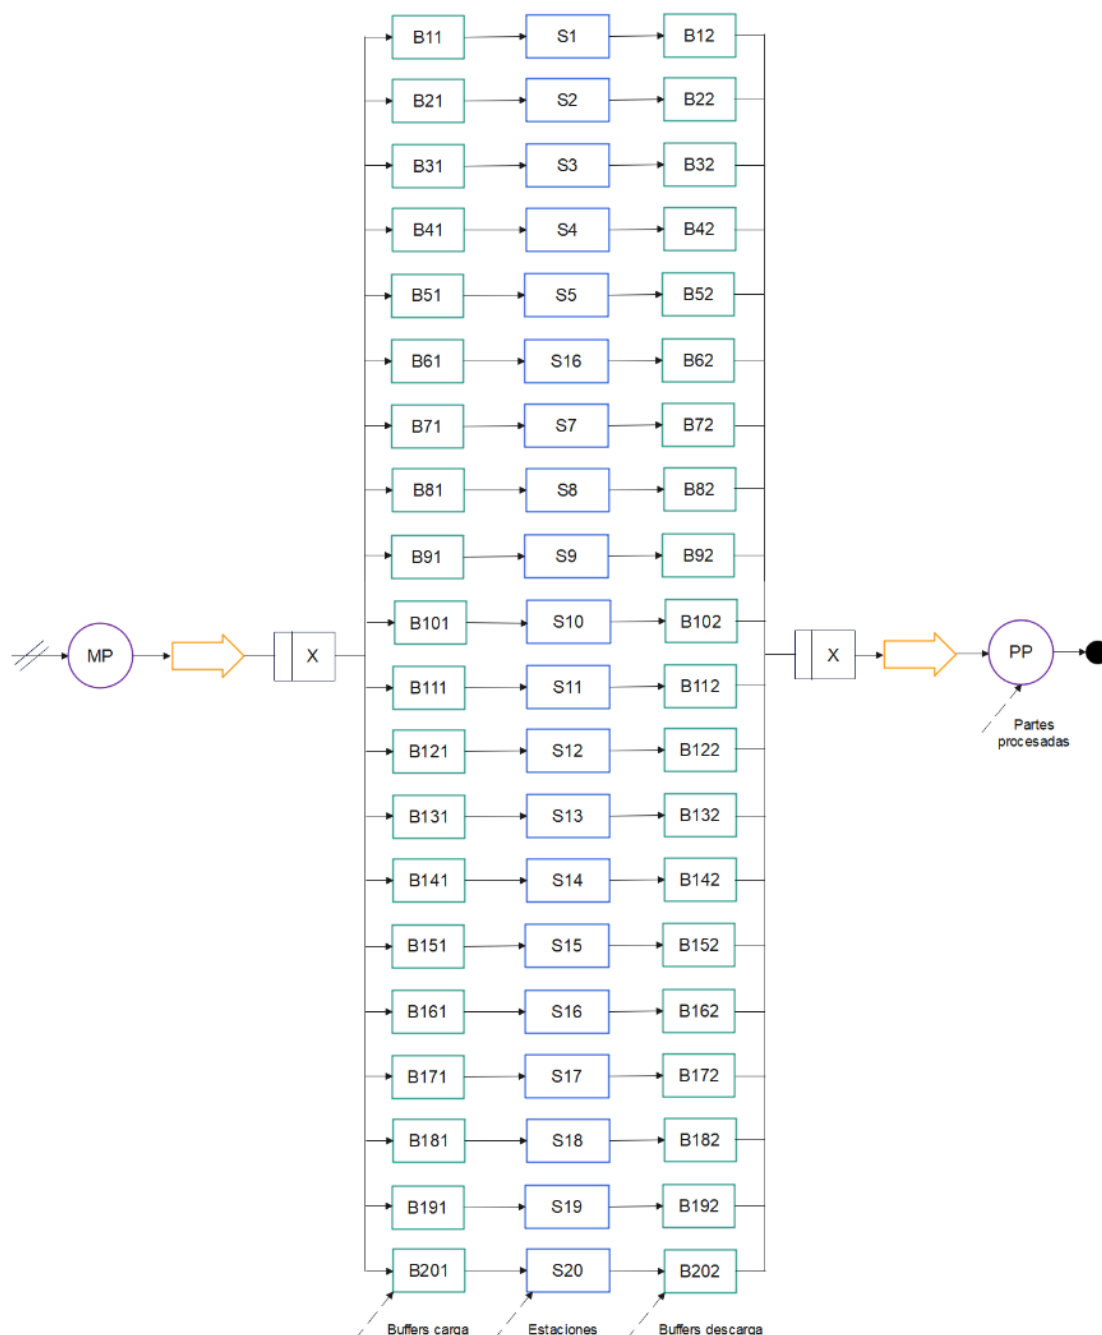 B11 S1 B12
B21 S2 B22
B31 S3 B32
B41 S4 B42
B51 S5 B52
B61 S16 B62
B71 S7 B72
B81 S8 B82
B91 S9 B92
B101 S10 B102
MP X X PP
B111 S11 B112
Partes
procesadas
B121 S12 B122
B131 S13 B132
B141 S14 B142
B151 S15 B152
B161 S16 B162
B171 S17 B172
B181 S18 B182
B191 S19 B192
B201 S20 B202
Buffers carga Estaciones Buffers descarga